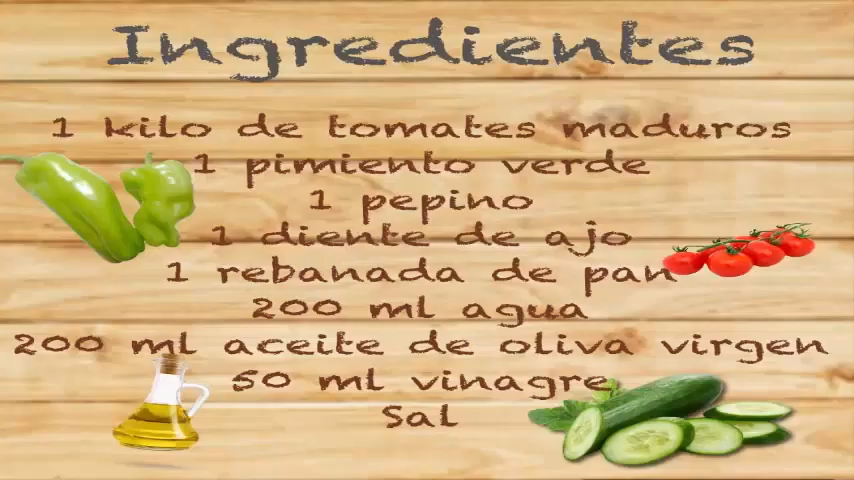 Ingredientes
1 kilo de tomates maduros
1 pimiento verde
1 pepino
1 diente de ajo
1 rebanada de pan
200 ml agua
200 ml aceite de oliva virgen
50 ml vinagre
Sal